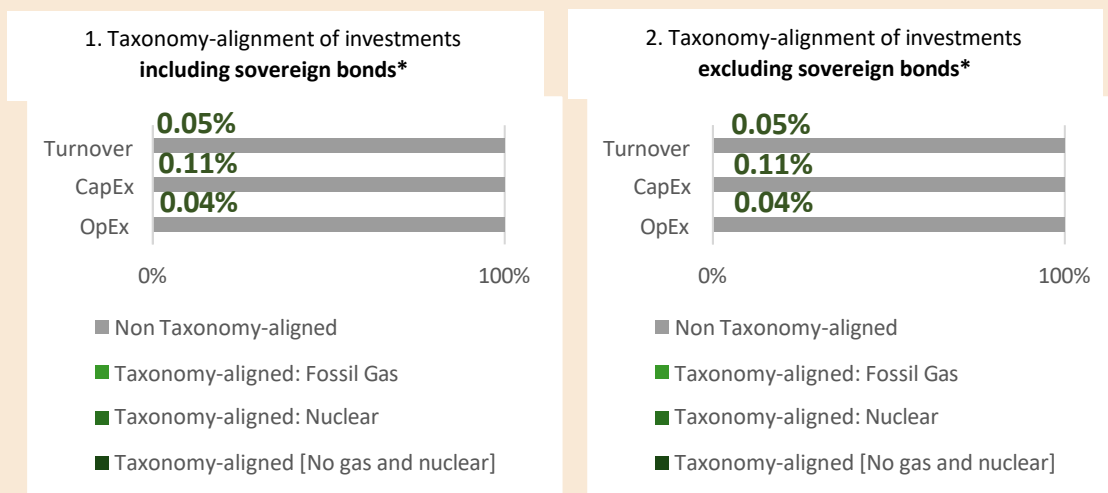 1. Taxonomy-alignment of investments
including sovereign bonds*
0.05%
Turnover
0.11%
CapEx
0.04%
OpEx
0%
100%
Non Taxonomy-aligned
Taxonomy-aligned: Fossil Gas
Taxonomy-aligned: Nuclear
Taxonomy-aligned [No gas and nuclear]
2. Taxonomy-alignment of investments
excluding sovereign bonds*
0.05%
Turnover
0.11%
CapEx
0.04%
OpEx
0%
100%
Non Taxonomy-aligned
Taxonomy-aligned: Fossil Gas
Taxonomy-aligned: Nuclear
Taxonomy-aligned [No gas and nuclear]